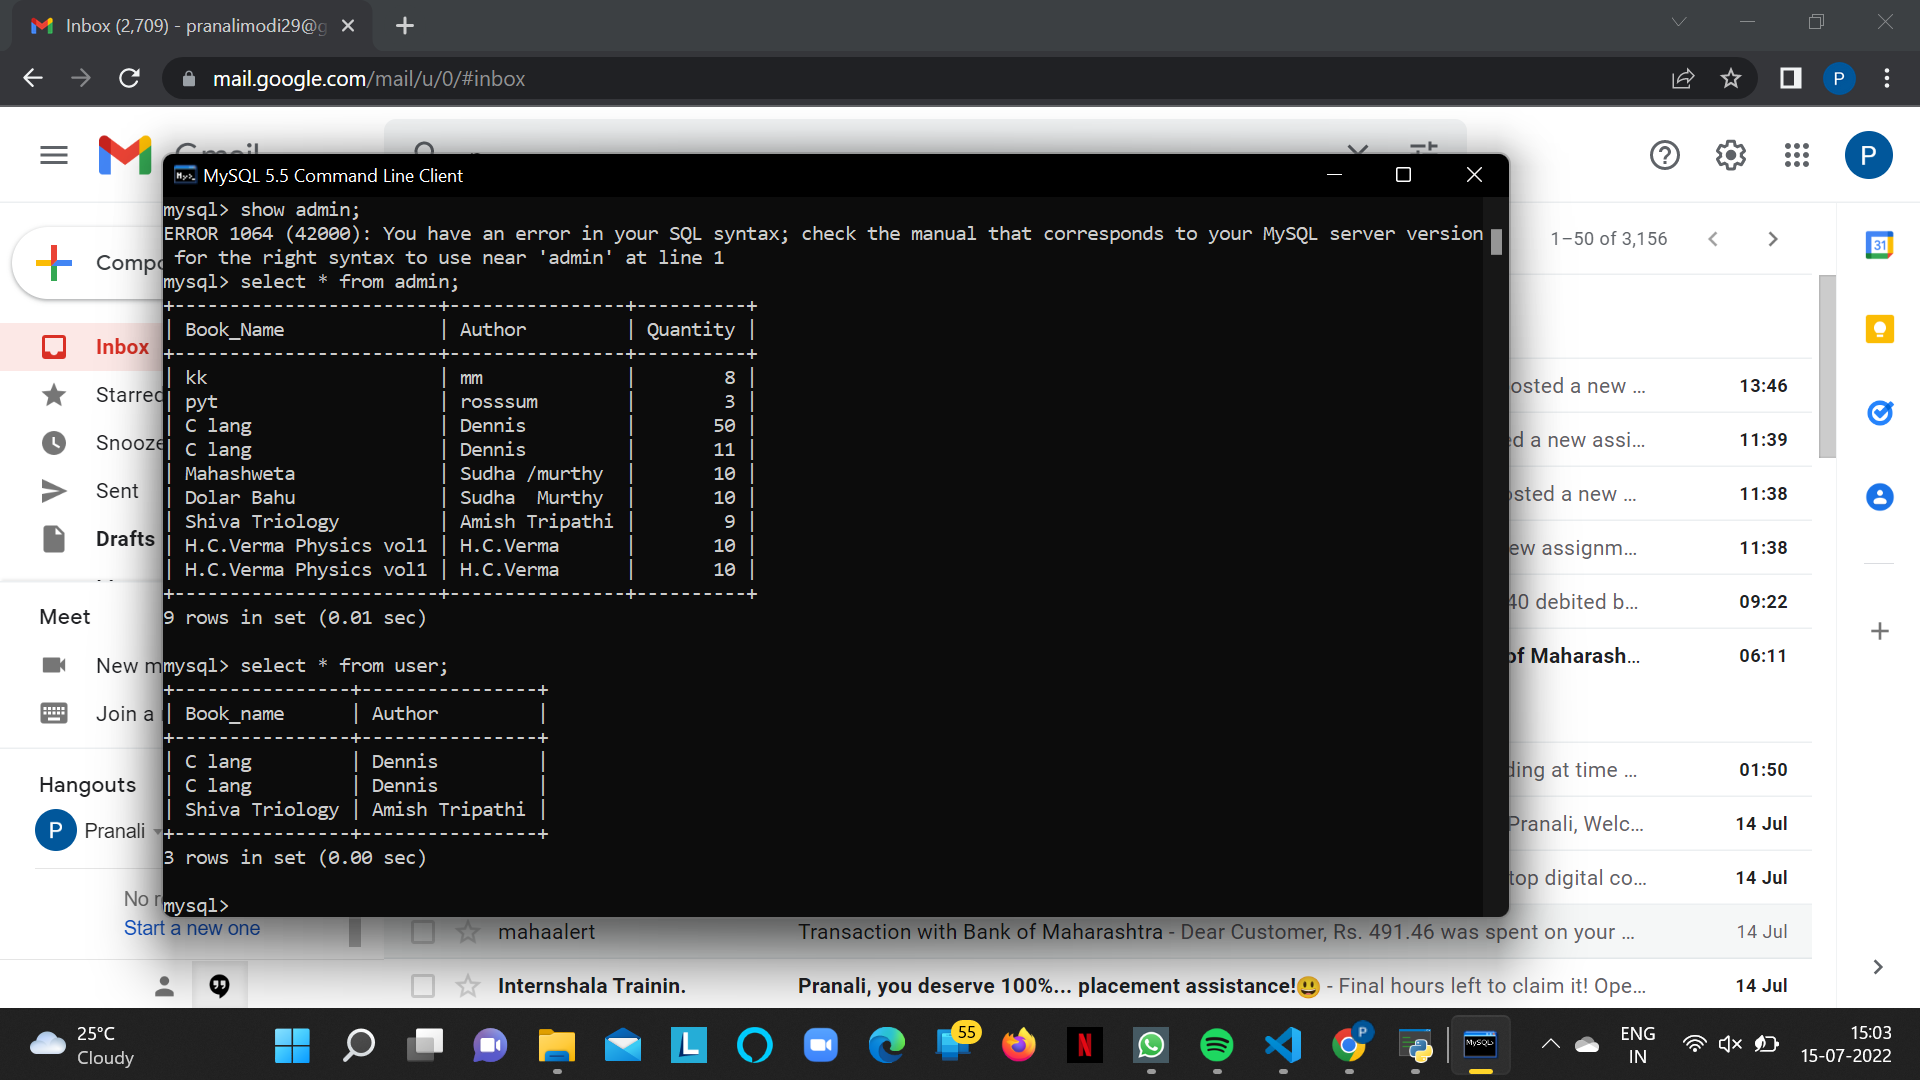 Inbox (2,709) - pranalimodi29@g
mail.google.com/mail/u/0/#inbox
P
Gmail
P
MySQL 5.5 Command Line Client
mysql> show admin;
ERROR 1064 (42000): You have an error in your SQL syntax; check the manual that corresponds to your MySQL server version
for the right syntax to use near 'admin' at line 1
mysql> select * from admin;
+------------------------+----------------+----------+
| Book_Name | Author | Quantity |
+------------------------+----------------+----------+
| kk | mm | 8 |
| pyt | rosssum | 3 |
| C lang | Dennis | 50 |
| C lang | Dennis | 11 |
| Mahashweta | Sudha /murthy | 10 |
| Dolar Bahu | Sudha  Murthy | 10 |
| Shiva Triology | Amish Tripathi | 9 |
| H.C.Verma Physics vol1 | H.C.Verma | 10 |
| H.C.Verma Physics vol1 | H.C.Verma | 10 |
+------------------------+----------------+----------+
9 rows in set (0.01 sec)
mysql> select * from user;
+----------------+----------------+
| Book_name | Author |
+----------------+----------------+
| C lang | Dennis |
| C lang | Dennis |
| Shiva Triology | Amish Tripathi |
+----------------+----------------+
3 rows in set (0.00 sec)
mysql>
Compo
Inbox
Starred
Snooze
Sent
Drafts
Meet
New m
Join a
Hangouts
P Pranali
No r
Start a new one
1–50 of 3,156
31
osted a new ... 13:46
d a new assi... 11:39
osted a new ... 11:38
ew assignm... 11:38
40 debited b... 09:22
of Maharash... 06:11
ding at time ... 01:50
Pranali, Welc... 14 Jul
top digital co... 14 Jul
mahaalert Transaction with Bank of Maharashtra - Dear Customer, Rs. 491.46 was spent on your ... 14 Jul
Internshala Trainin. Pranali, you deserve 100%... placement assistance!😃 - Final hours left to claim it! Ope... 14 Jul
25°C
Cloudy
L
55
N
P
MySQL
ENG
IN
15:03
15-07-2022